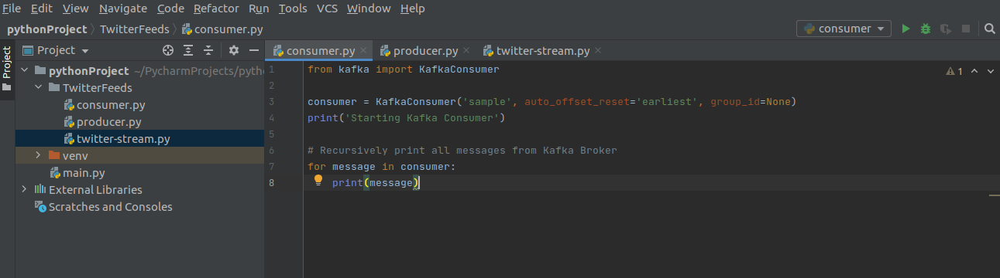 File Edit View Navigate Code Refactor Run Tools VCS Window Help
pythonProject TwitterFeeds consumer.py consumer
Project Project consumer.py producer.py twitter-stream.py
pythonProject ~/PycharmProjects/pytho
TwitterFeeds
consumer.py
producer.py
twitter-stream.py
venv
main.py
External Libraries
Scratches and Consoles
1 from kafka import KafkaConsumer
2
3 consumer = KafkaConsumer('sample', auto_offset_reset='earliest', group_id=None)
4 print('Starting Kafka Consumer')
5
6 # Recursively print all messages from Kafka Broker
7 for message in consumer:
8 print(message)
1